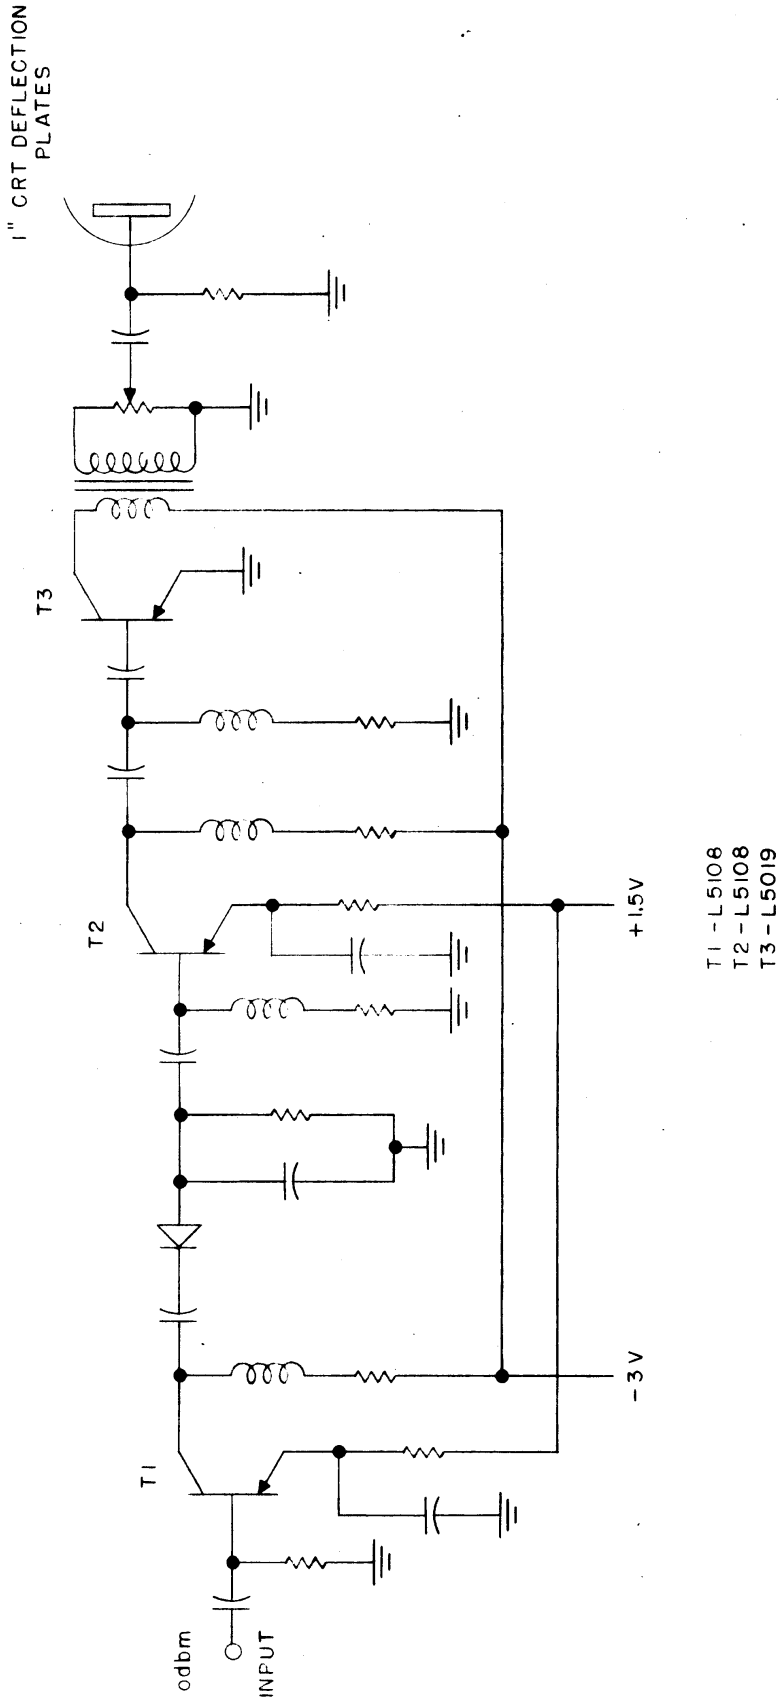 1" CRT DEFLECTION
PLATES
T3
T2
T1
odbm
INPUT
+1.5V
-3V
T1-L5108
T2-L5108
T3-L5019